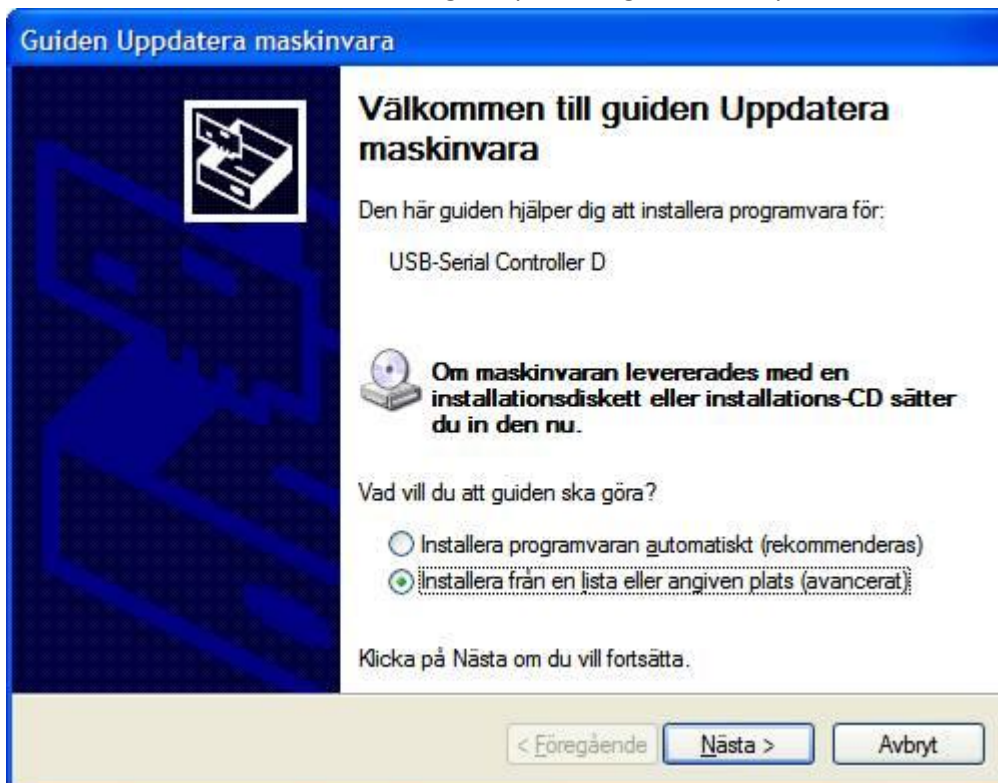 Guiden Uppdatera maskinvara
Välkommen till guiden Uppdatera
maskinvara
Den här guiden hjälper dig att installera programvara för:
USB-Serial Controller D
Om maskinvaran levererades med en
installationsdiskett eller installations-CD sätter
du in den nu.
Vad vill du att guiden ska göra?
Installera programvaran automatiskt (rekommenderas)
Installera från en lista eller angiven plats (avancerat)
Klicka på Nästa om du vill fortsätta.
< Föregående Nästa > Avbryt